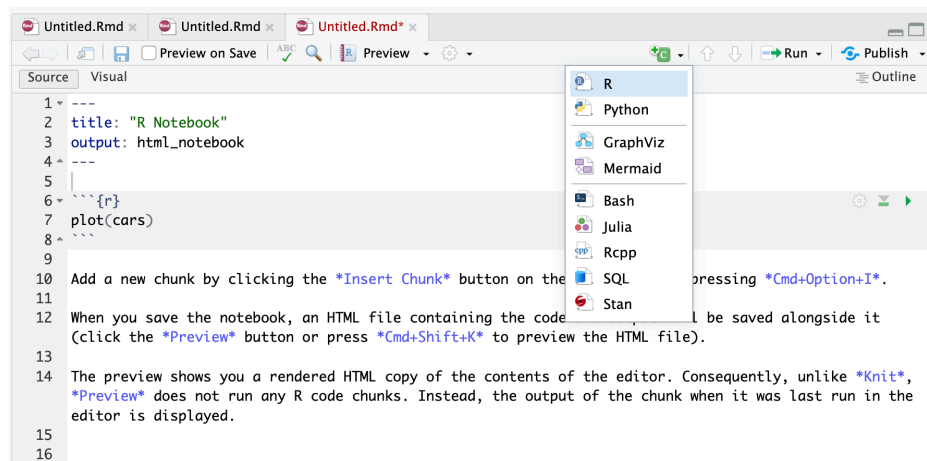 Untitled.Rmd × Untitled.Rmd × Untitled.Rmd* ×
Preview on Save ABC Preview Run Publish
Source Visual Outline
1 ---
2 title: "R Notebook"
3 output: html_notebook
4 ---
5
6 ```{r}
7 plot(cars)
8 ```
9
10 Add a new chunk by clicking the *Insert Chunk* button on the pressing *Cmd+Option+I*.
11
12 When you save the notebook, an HTML file containing the code be saved alongside it
(click the *Preview* button or press *Cmd+Shift+K* to preview the HTML file).
13
14 The preview shows you a rendered HTML copy of the contents of the editor. Consequently, unlike *Knit*,
*Preview* does not run any R code chunks. Instead, the output of the chunk when it was last run in the
editor is displayed.
15
16
R
Python
GraphViz
Mermaid
Bash
Julia
Rcpp
SQL
Stan